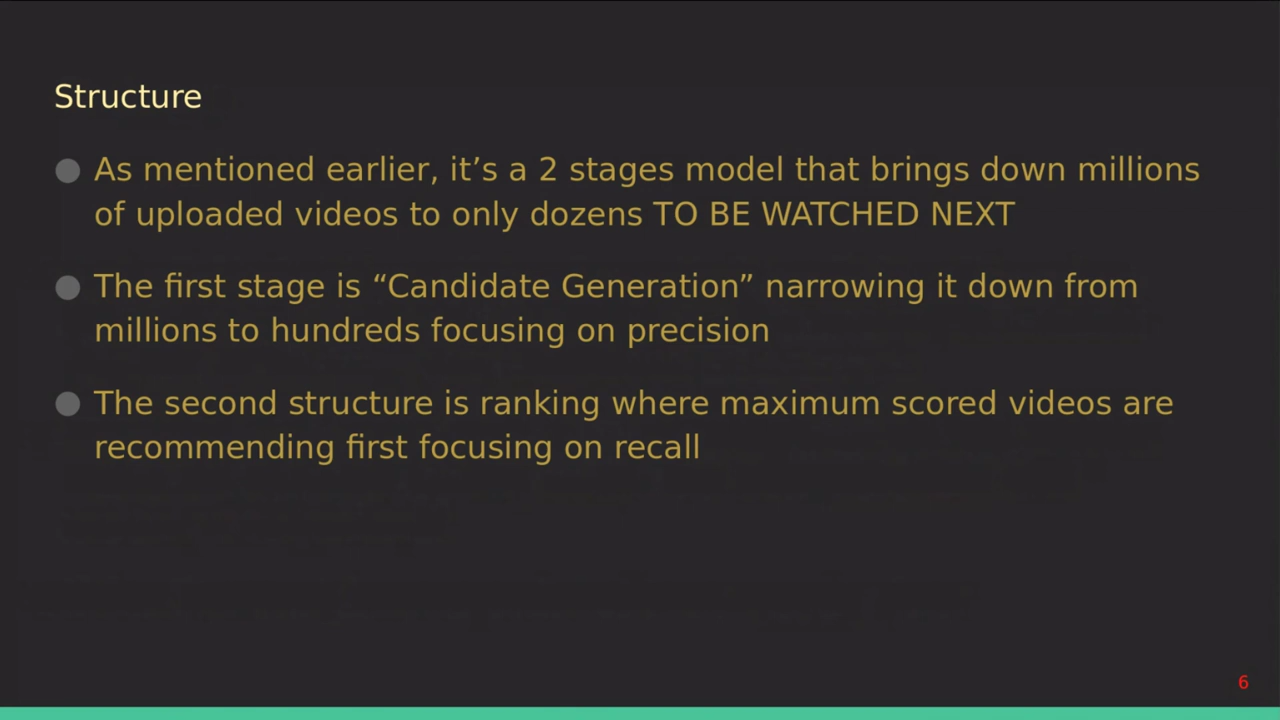 Structure
As mentioned earlier, it’s a 2 stages model that brings down millions
of uploaded videos to only dozens TO BE WATCHED NEXT
The first stage is “Candidate Generation” narrowing it down from
millions to hundreds focusing on precision
The second structure is ranking where maximum scored videos are
recommending first focusing on recall
6